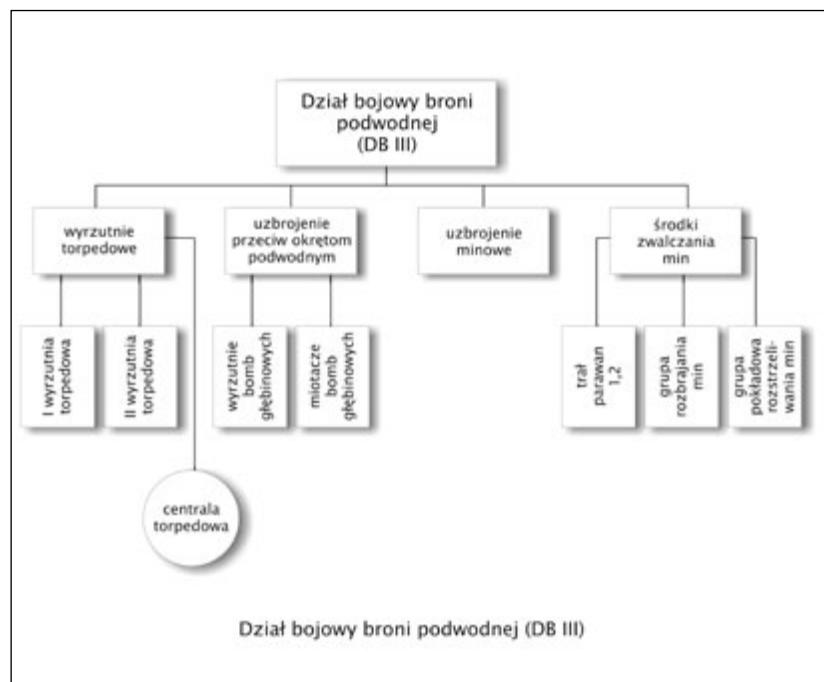 Dział bojowy broni
podwodnej
(DB III)
wyrzutnie
torpedowe
uzbrojenie
przeciw okrętom
podwodnym
uzbrojenie
minowe
środki
zwalczania
min
I wyrzutnia
torpedowa
II wyrzutnia
torpedowa
wyrzutnie
bomb
głębinowych
miotacze
bomb
głębinowych
trał
parawan
1,2
grupa
rozbrajania
min
grupa
pokładowa
rozstrzeli-
wania min
centrala
torpedowa
Dział bojowy broni podwodnej (DB III)